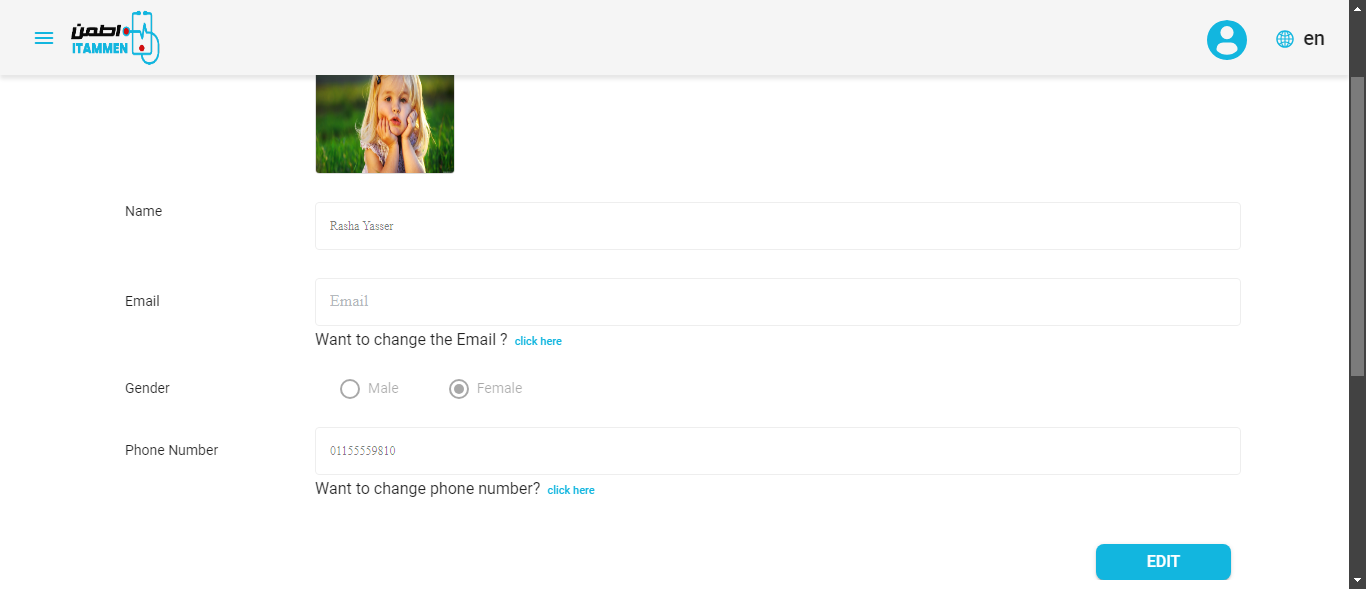 اطمن
ITAMMEN
en
Name
Rasha Yasser
Email
Email
Want to change the Email ? click here
Gender
Male
Female
Phone Number
01155559810
Want to change phone number? click here
EDIT